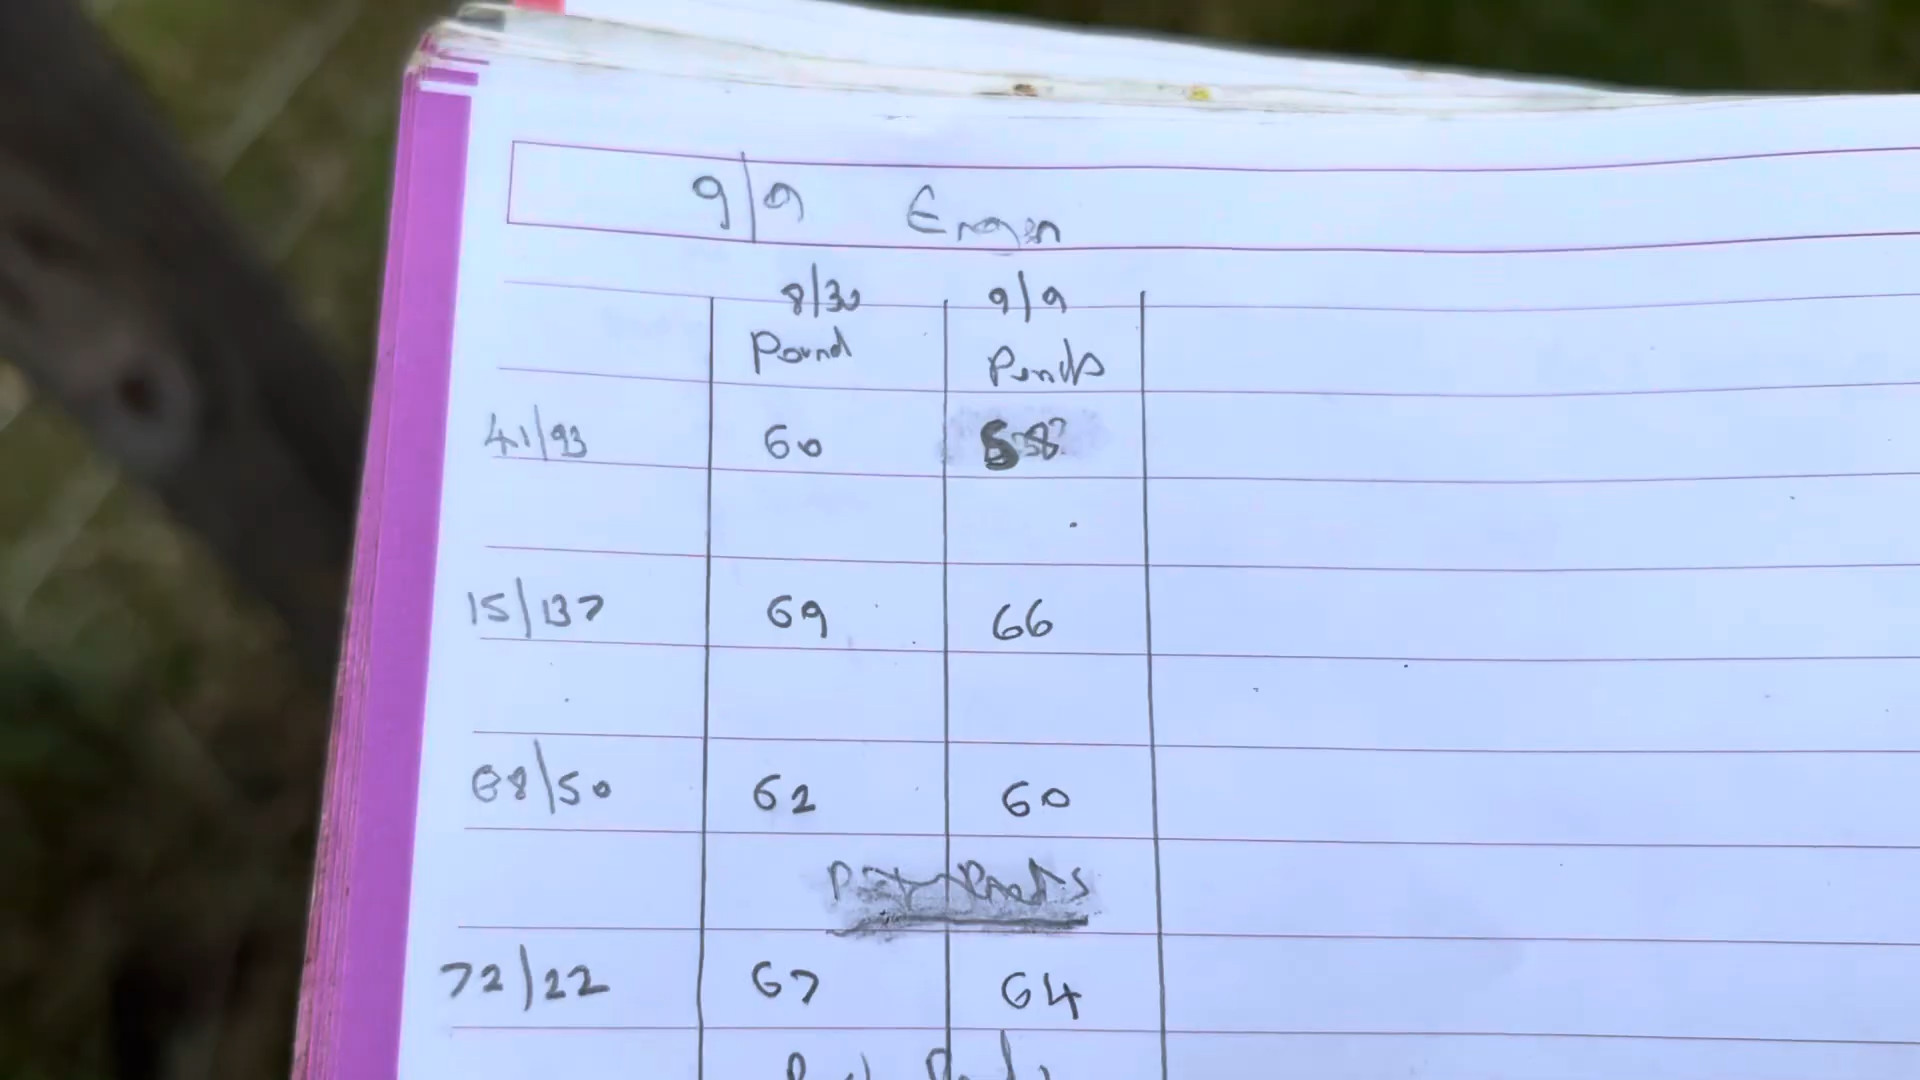 9/9
8/30 9/9
Pound Pounds
41/93 60 58
15/137 69 66
68/50 62 60
72/22 67 64